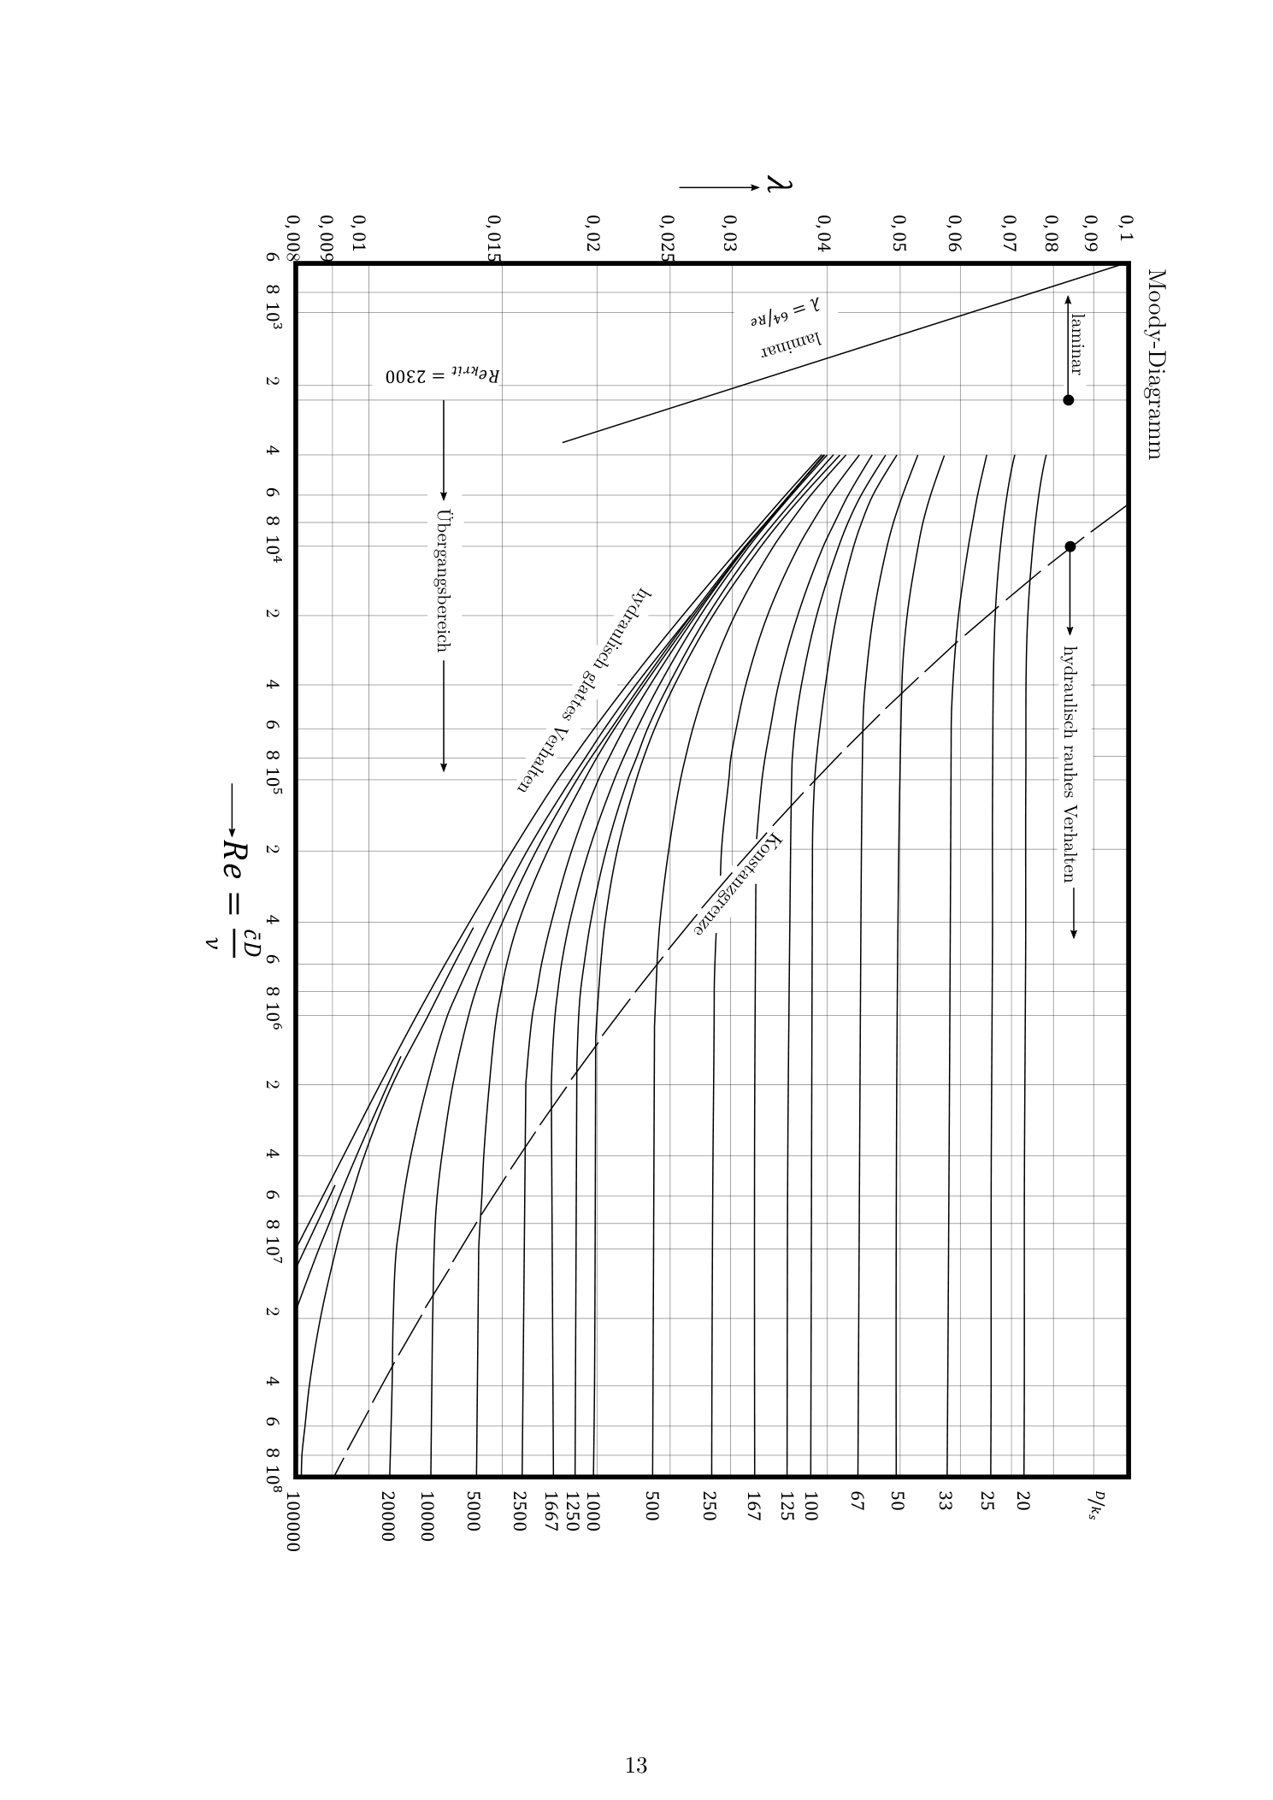 Moody-Diagramm
λ
0,1
0,09
0,08
0,07
0,06
0,05
0,04
0,03
0,025
0,02
0,015
0,01
0,009
0,008
laminar
hydraulisch rauhes Verhalten
λ = 64/Re
laminar
Konstanzgrenze
hydraulisch glattes Verhalten
Re_krit = 2300
Übergangsbereich
D/k_s
20
25
33
50
67
100
125
167
250
500
1000
1250
1667
2500
5000
10000
20000
100000
6 8 10³ 2 4 6 8 10⁴ 2 4 6 8 10⁵ 2 4 6 8 10⁶ 2 4 6 8 10⁷ 2 4 6 8 10⁸
Re = c̄D/ν
13